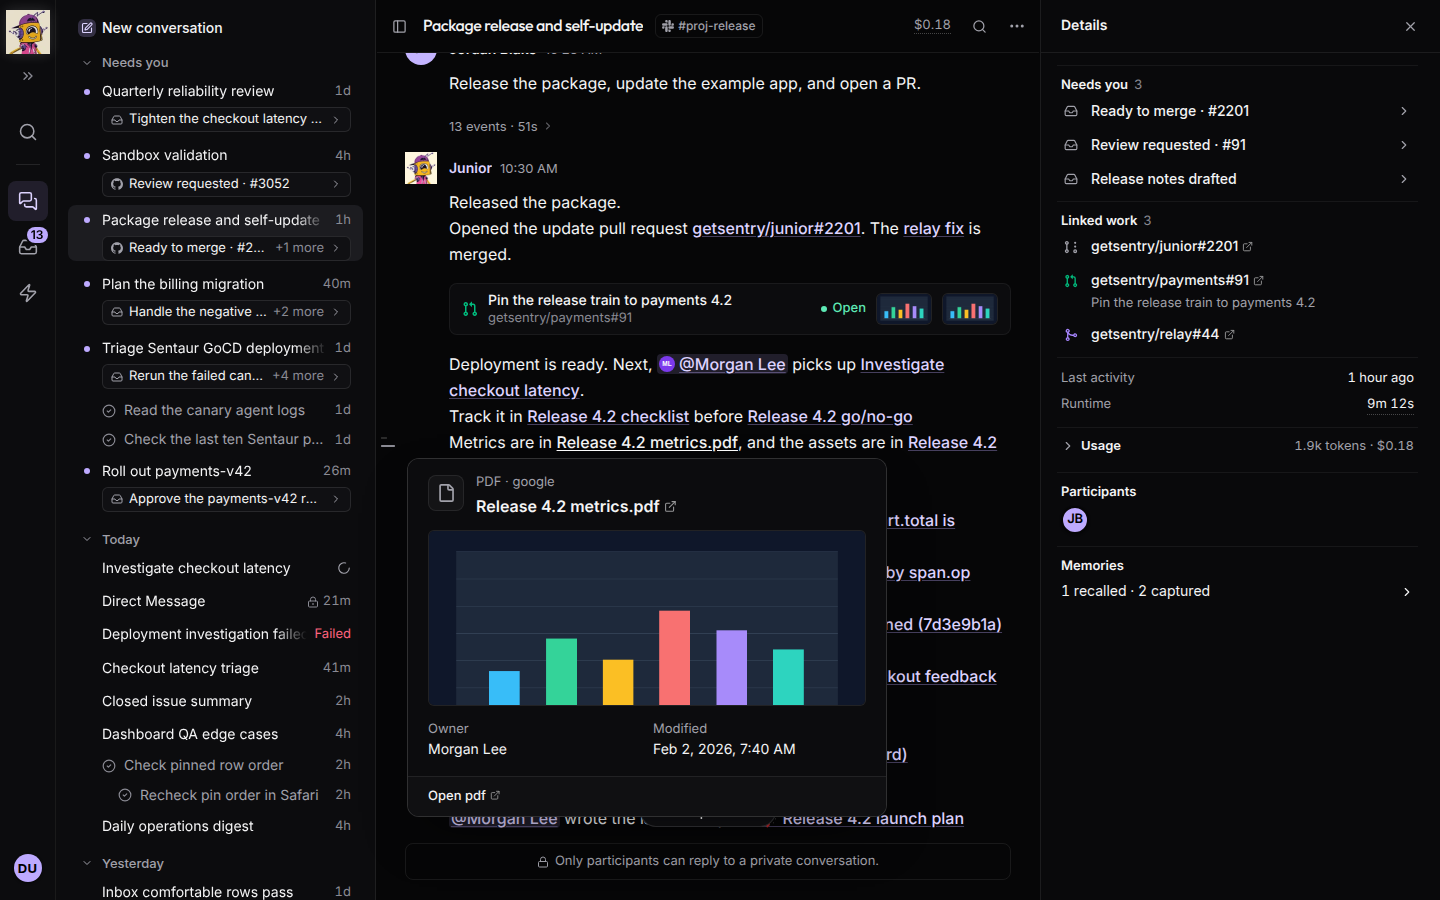 New conversation
Needs you
Quarterly reliability review 1d
Tighten the checkout latency ...
Sandbox validation 4h
Review requested · #3052
Package release and self-update 1h
Ready to merge · #2... +1 more
13
Plan the billing migration 40m
Handle the negative ... +2 more
Triage Sentaur GoCD deployment 1d
Rerun the failed can... +4 more
Read the canary agent logs 1d
Check the last ten Sentaur p... 1d
Roll out payments-v42 26m
Approve the payments-v42 r...
Today
Investigate checkout latency
Direct Message 21m
Deployment investigation failed Failed
Checkout latency triage 41m
Closed issue summary 2h
Dashboard QA edge cases 4h
Check pinned row order 2h
Recheck pin order in Safari 2h
Daily operations digest 4h
Yesterday
Inbox comfortable rows pass 1d
DU
Package release and self-update #proj-release $0.18
Release the package, update the example app, and open a PR.
13 events · 51s
Junior 10:30 AM
Released the package.
Opened the update pull request getsentry/junior#2201. The relay fix is
merged.
Pin the release train to payments 4.2
getsentry/payments#91
Open
Deployment is ready. Next, ML @Morgan Lee picks up Investigate
checkout latency.
Track it in Release 4.2 checklist before Release 4.2 go/no-go
Metrics are in Release 4.2 metrics.pdf, and the assets are in Release 4.2
PDF · google
Release 4.2 metrics.pdf
Owner
Morgan Lee
Modified
Feb 2, 2026, 7:40 AM
Open pdf
rt.total is
by span.op
ned (7d3e9b1a)
kout feedback
rd)
@Morgan Lee wrote the Release 4.2 launch plan
Only participants can reply to a private conversation.
Details
Needs you 3
Ready to merge · #2201
Review requested · #91
Release notes drafted
Linked work 3
getsentry/junior#2201
getsentry/payments#91
Pin the release train to payments 4.2
getsentry/relay#44
Last activity 1 hour ago
Runtime 9m 12s
Usage 1.9k tokens · $0.18
Participants
JB
Memories
1 recalled · 2 captured